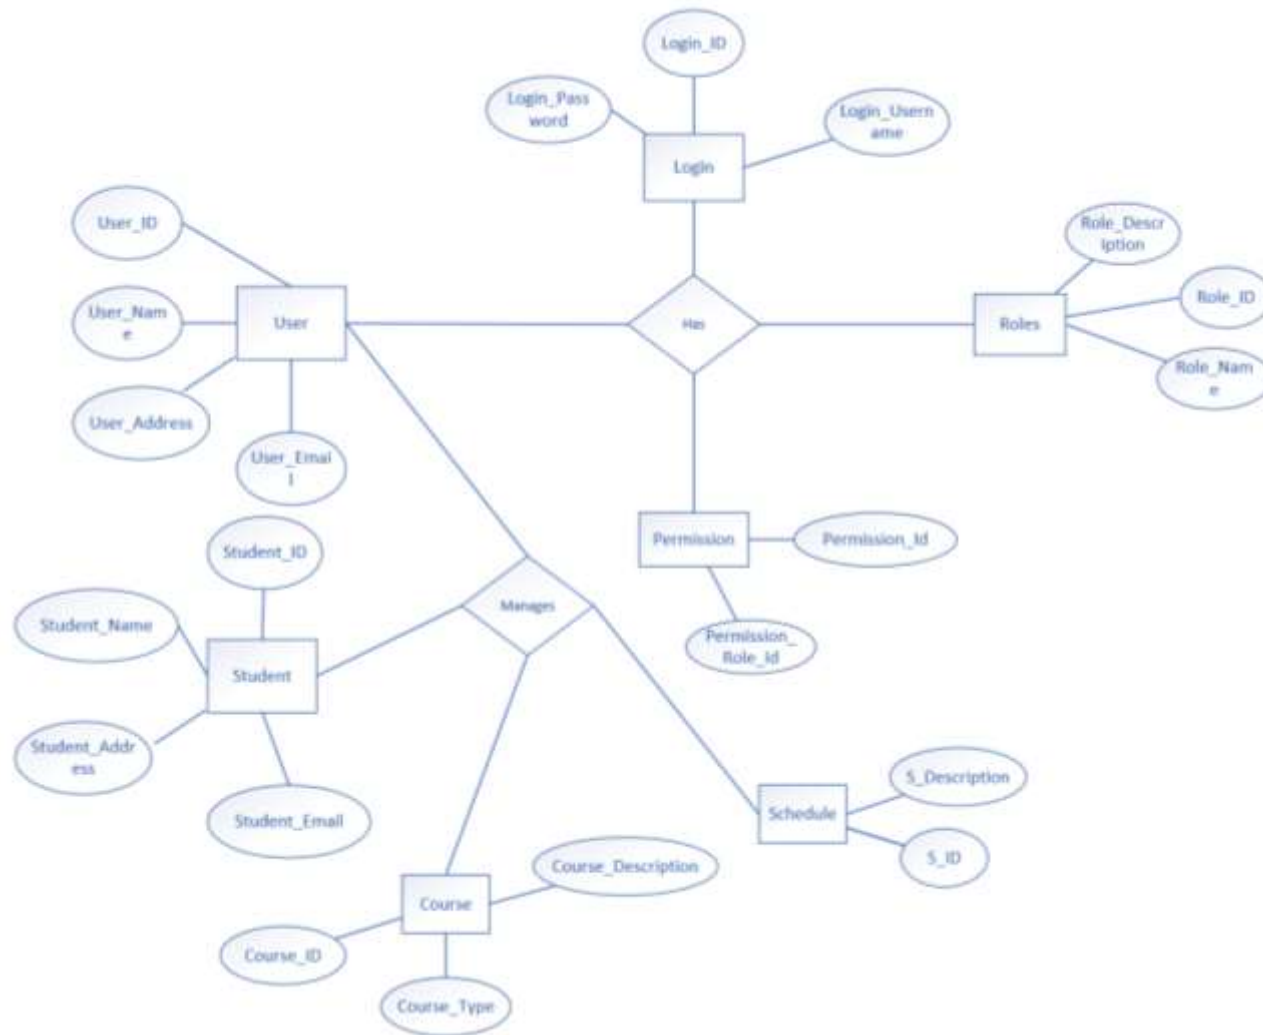 Login_ID
Login_Pass
word
Login_Usern
ame
Login
User_ID
Role_Descr
iption
Role_ID
User_Nam
e
User
Has
Roles
Role_Nam
e
User_Address
User_Emai
l
Student_ID
Permission
Permission_Id
Student_Name
Manages
Permission_
Role_Id
Student
Student_Addr
ess
S_Description
Schedule
Student_Email
S_ID
Course_Description
Course
Course_ID
Course_Type